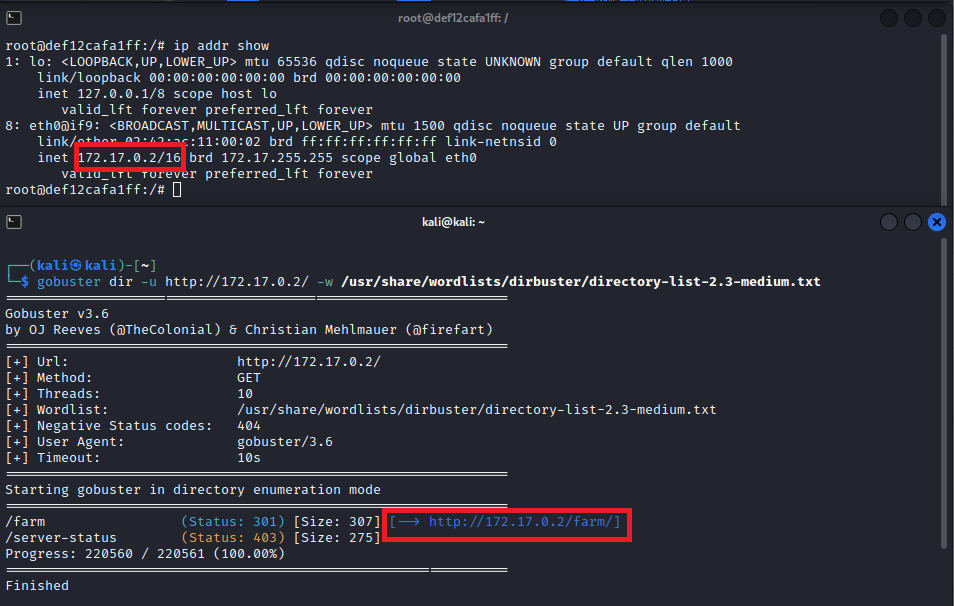 root@def12cafa1ff: /
root@def12cafa1ff:/# ip addr show
1: lo: <LOOPBACK,UP,LOWER_UP> mtu 65536 qdisc noqueue state UNKNOWN group default qlen 1000
    link/loopback 00:00:00:00:00:00 brd 00:00:00:00:00:00
    inet 127.0.0.1/8 scope host lo
       valid_lft forever preferred_lft forever
8: eth0@if9: <BROADCAST,MULTICAST,UP,LOWER_UP> mtu 1500 qdisc noqueue state UP group default
    link/ether 02:42:ac:11:00:02 brd ff:ff:ff:ff:ff:ff link-netnsid 0
    inet 172.17.0.2/16 brd 172.17.255.255 scope global eth0
       valid_lft forever preferred_lft forever
root@def12cafa1ff:/#
kali@kali: ~
┌──(kali㉿kali)-[~]
└─$ gobuster dir -u http://172.17.0.2/ -w /usr/share/wordlists/dirbuster/directory-list-2.3-medium.txt
===============================================================
Gobuster v3.6
by OJ Reeves (@TheColonial) & Christian Mehlmauer (@firefart)
===============================================================
[+] Url:                     http://172.17.0.2/
[+] Method:                  GET
[+] Threads:                 10
[+] Wordlist:                /usr/share/wordlists/dirbuster/directory-list-2.3-medium.txt
[+] Negative Status codes:   404
[+] User Agent:              gobuster/3.6
[+] Timeout:                 10s
===============================================================
Starting gobuster in directory enumeration mode
===============================================================
/farm                 (Status: 301) [Size: 307] [--> http://172.17.0.2/farm/]
/server-status        (Status: 403) [Size: 275]
Progress: 220560 / 220561 (100.00%)
===============================================================
Finished